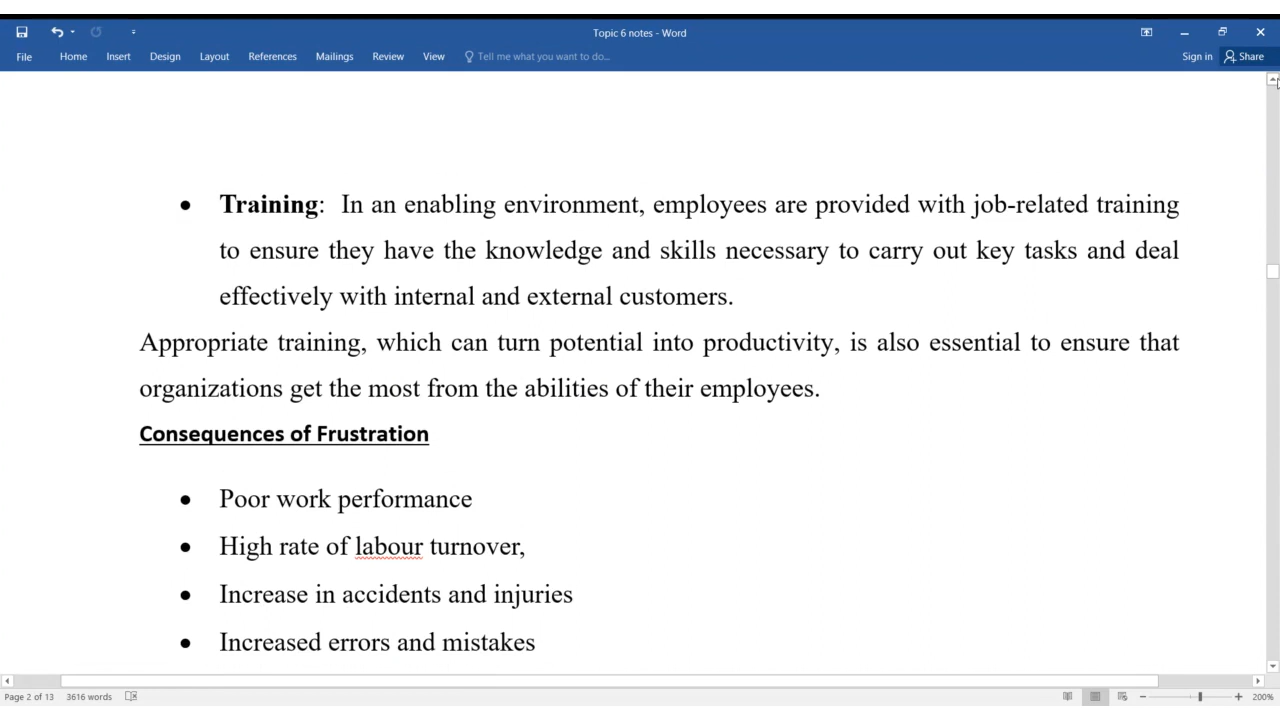 Topic 6 notes - Word
File Home Insert Design Layout References Mailings Review View Tell me what you want to do... Sign in Share
• Training: In an enabling environment, employees are provided with job-related training
to ensure they have the knowledge and skills necessary to carry out key tasks and deal
effectively with internal and external customers.
Appropriate training, which can turn potential into productivity, is also essential to ensure that
organizations get the most from the abilities of their employees.
Consequences of Frustration
• Poor work performance
• High rate of labour turnover,
• Increase in accidents and injuries
• Increased errors and mistakes
Page 2 of 13 3616 words 200%